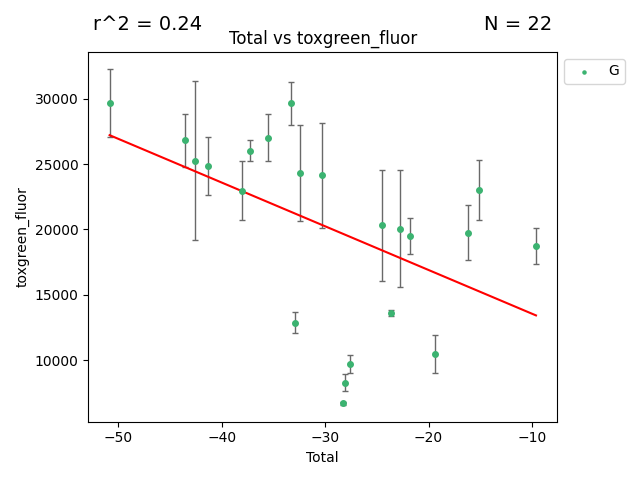 r^2 = 0.24
N = 22
Total vs toxgreen_fluor
G
30000
25000
20000
15000
10000
toxgreen_fluor
−50
−40
−30
−20
−10
Total